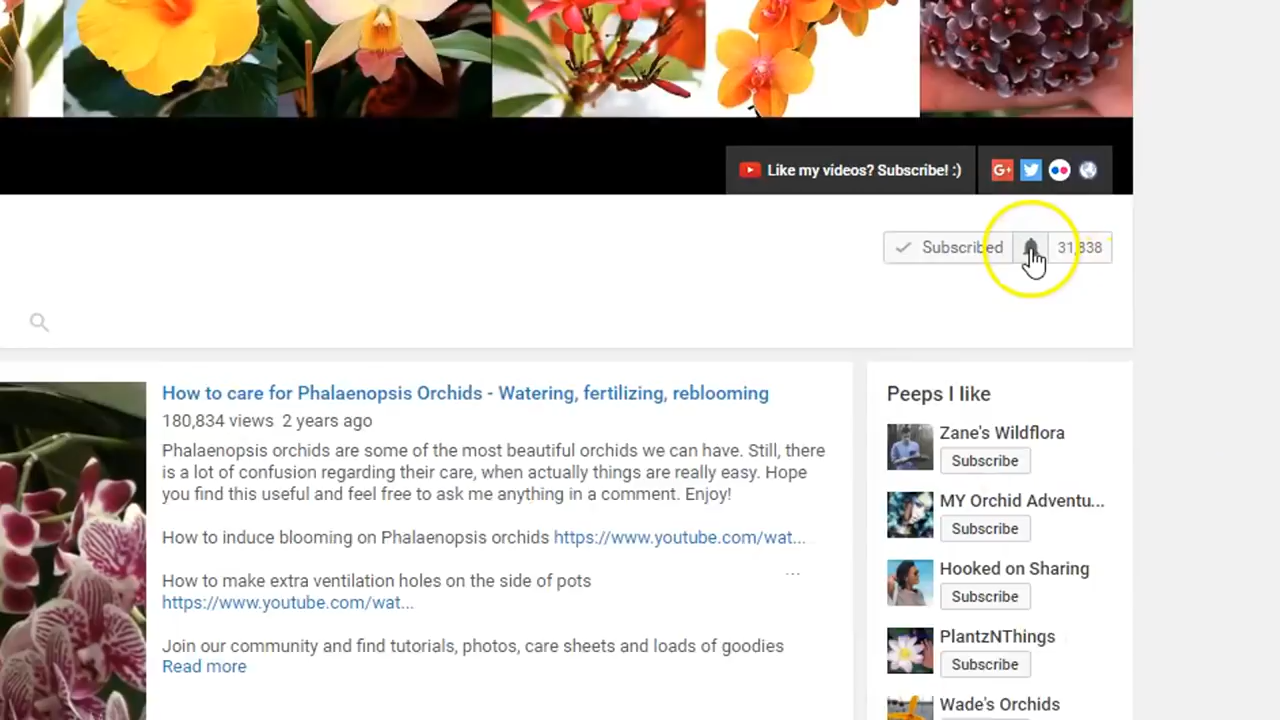 Like my videos? Subscribe! :)
G+
Subscribed
31,838
How to care for Phalaenopsis Orchids - Watering, fertilizing, reblooming
180,834 views 2 years ago
Phalaenopsis orchids are some of the most beautiful orchids we can have. Still, there
is a lot of confusion regarding their care, when actually things are really easy. Hope
you find this useful and feel free to ask me anything in a comment. Enjoy!
How to induce blooming on Phalaenopsis orchids https://www.youtube.com/wat...
...
How to make extra ventilation holes on the side of pots
https://www.youtube.com/wat...
Join our community and find tutorials, photos, care sheets and loads of goodies
Read more
Peeps I like
Zane's Wildflora
Subscribe
MY Orchid Adventu...
Subscribe
Hooked on Sharing
Subscribe
PlantzNThings
Subscribe
Wade's Orchids